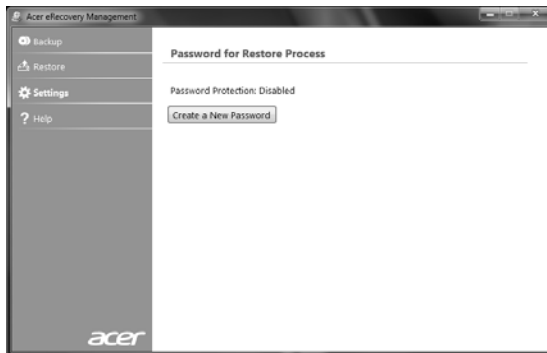 Acer eRecovery Management
Backup
Restore
Settings
Help
Password for Restore Process
Password Protection: Disabled
Create a New Password
acer